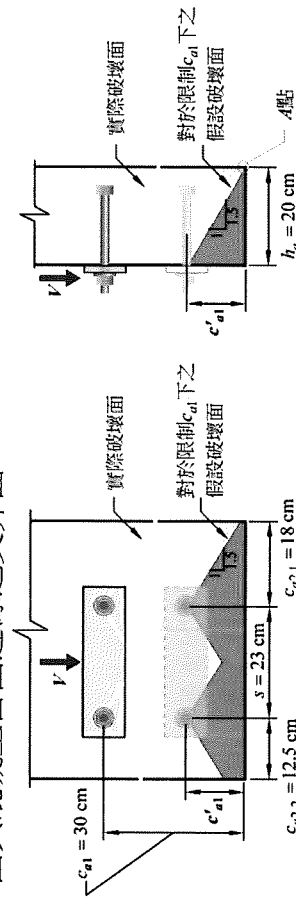 V
c_a1 = 30 cm
實際破壞面
對於限制c_a1下之
假設破壞面
1
1.5
c'_a1
s = 23 cm
c_a2,2 = 12.5 cm
c_a2,1 = 18 cm
V
實際破壞面
對於限制c_a1下之
假設破壞面
1
1.5
c'_a1
A點
h_a = 20 cm